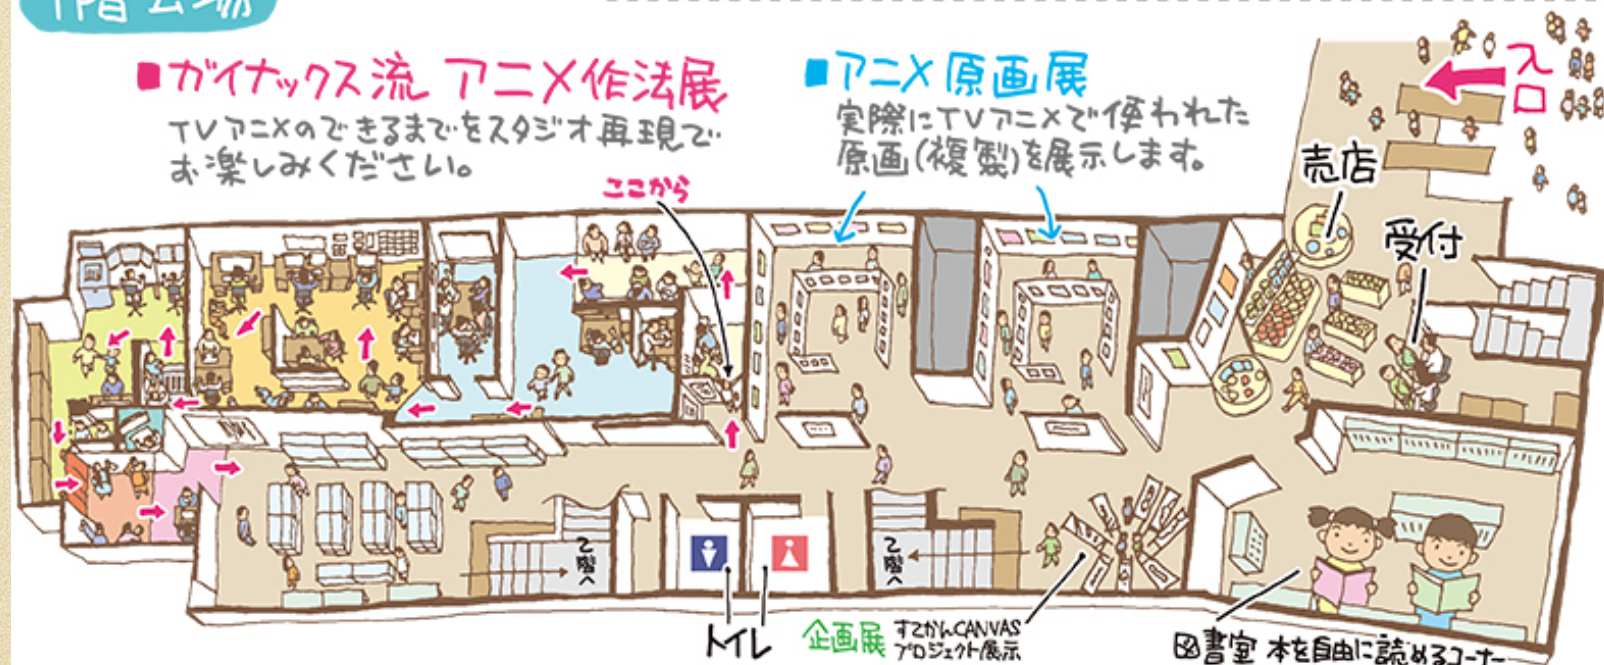 1階会場
■ガイナックス流 アニメ作法展
TVアニメのできるまでをスタジオ再現で
お楽しみください。
ここから
■アニメ原画展
実際にTVアニメで使われた
原画(複製)を展示します。
入口
売店
受付
2階へ
2階へ
トイレ
企画展 すてかんCANVAS
プロジェクト展示
図書室 本を自由に読めるコーナー